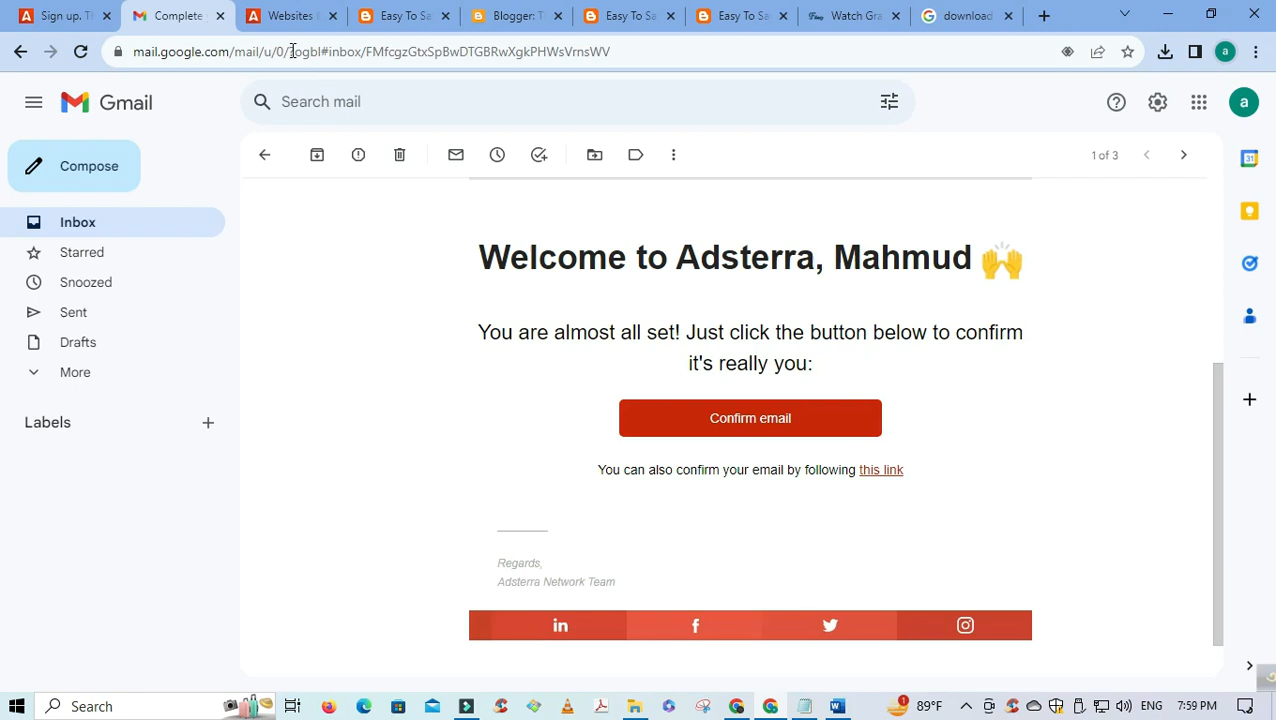 Sign up. T
Complete
Websites
Easy To Sa
Blogger: T
Easy To Sa
Easy To Sa
Watch Gra
download
mail.google.com/mail/u/0/?ogbl#inbox/FMfcgzGtxSpBwDTGBRwXgkPHWsVrnsWV
a
Gmail
Search mail
a
Compose
1 of 3
Inbox
Starred
Snoozed
Sent
Drafts
More
Labels
Welcome to Adsterra, Mahmud 🙌
You are almost all set! Just click the button below to confirm
it's really you:
Confirm email
You can also confirm your email by following this link
Regards,
Adsterra Network Team
Search
1
89°F
ENG
7:59 PM